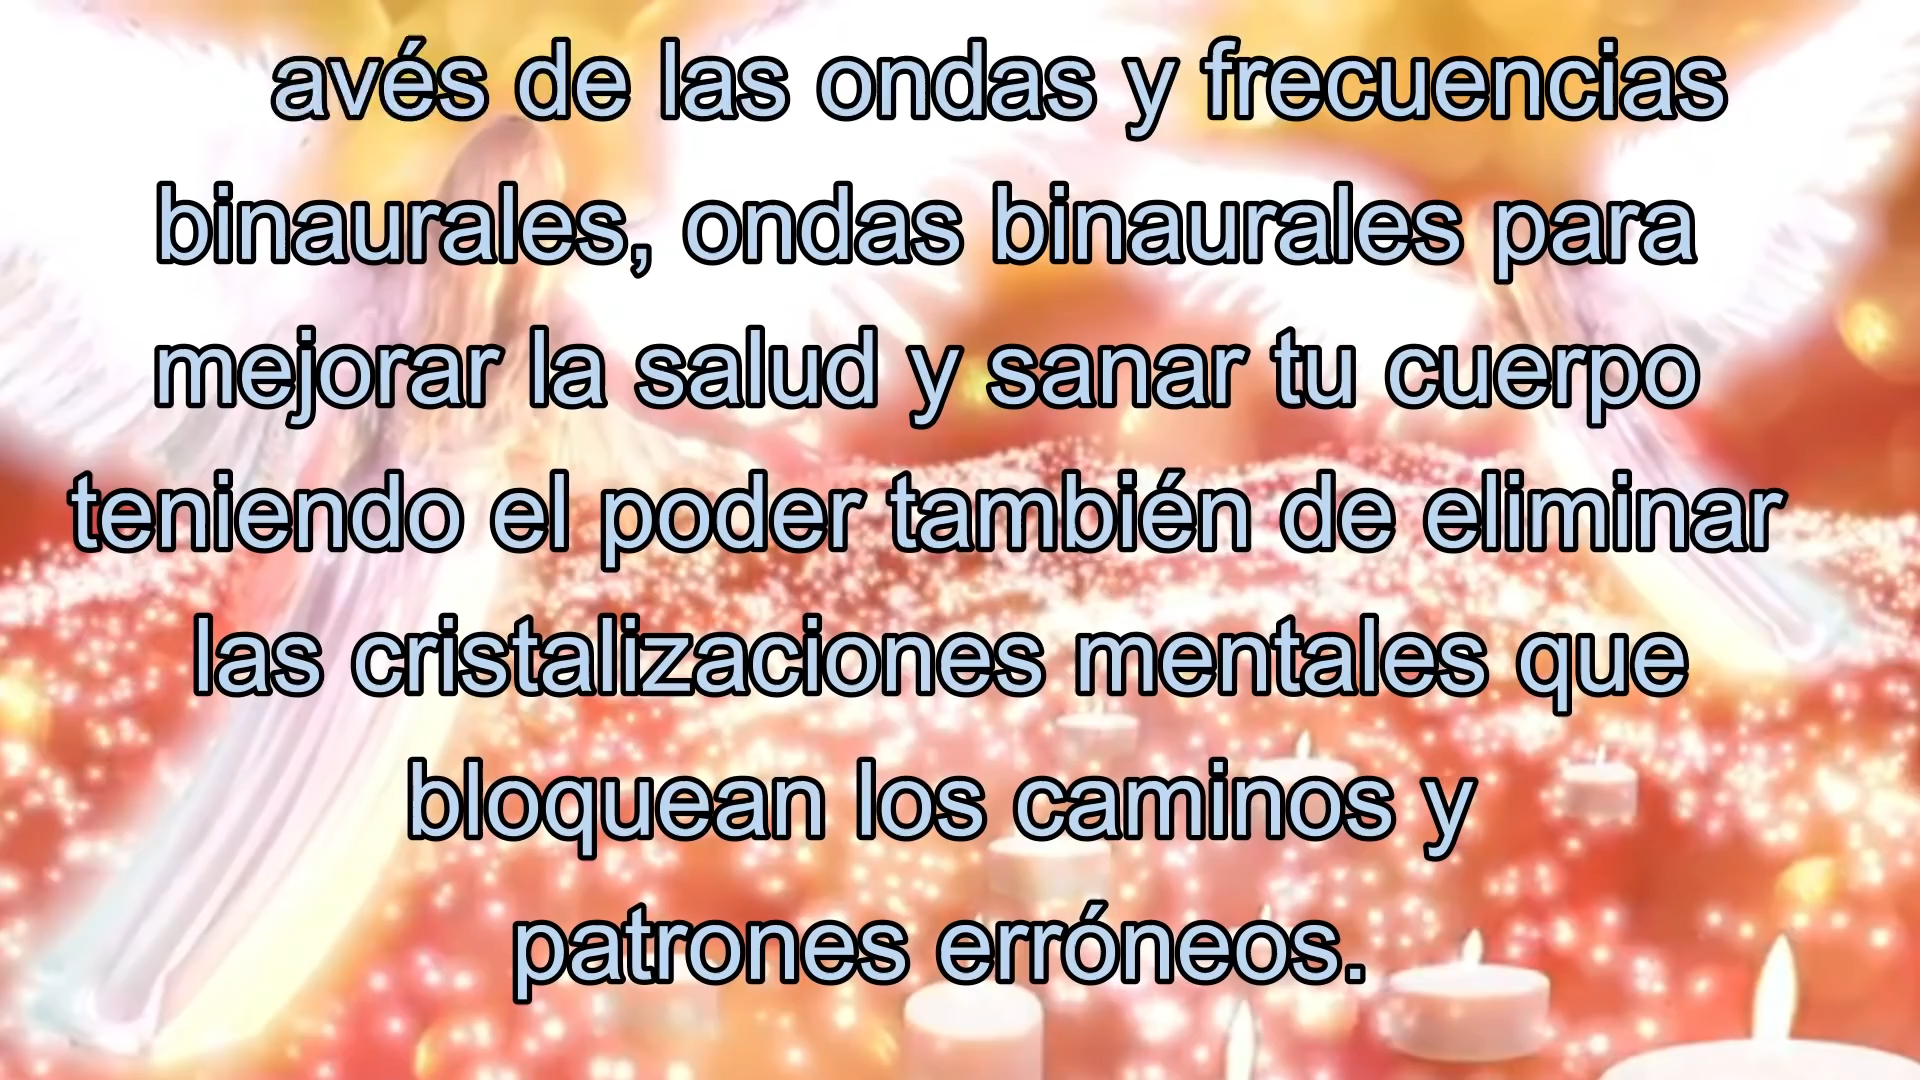 avés de las ondas y frecuencias
binaurales, ondas binaurales para
mejorar la salud y sanar tu cuerpo
teniendo el poder también de eliminar
las cristalizaciones mentales que
bloquean los caminos y
patrones erróneos.